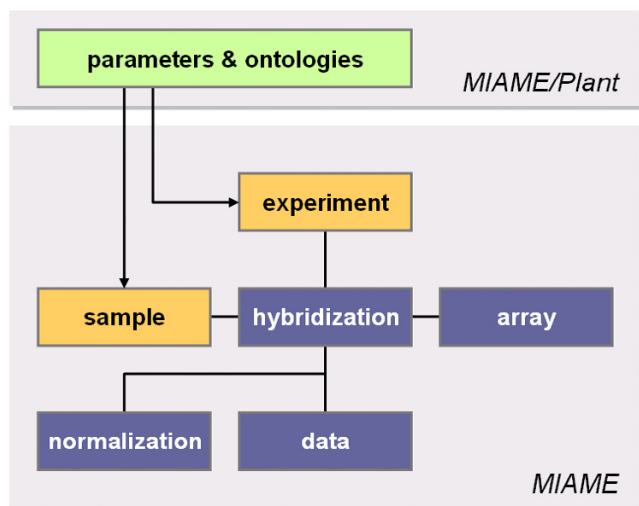 parameters & ontologies
MIAME/Plant
experiment
sample
hybridization
array
normalization
data
MIAME